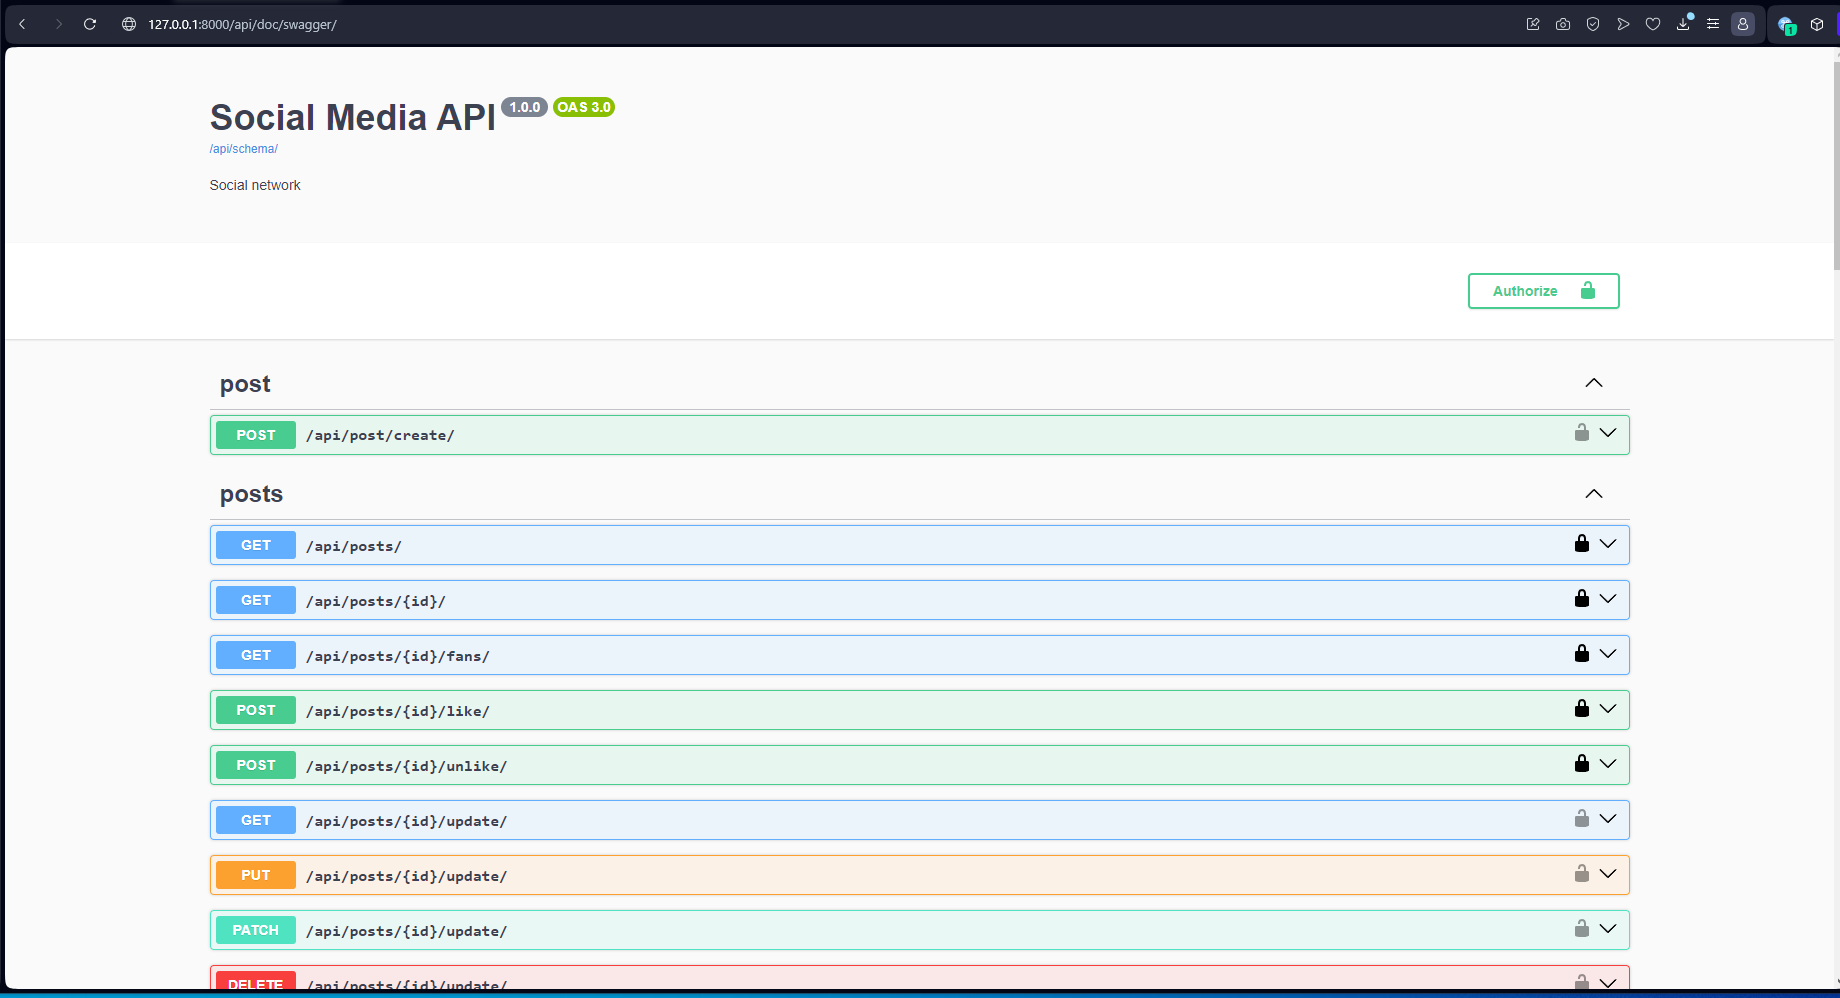 127.0.0.1:8000/api/doc/swagger/
1
Social Media API 1.0.0 OAS 3.0
/api/schema/
Social network
Authorize
post
POST /api/post/create/
posts
GET /api/posts/
GET /api/posts/{id}/
GET /api/posts/{id}/fans/
POST /api/posts/{id}/like/
POST /api/posts/{id}/unlike/
GET /api/posts/{id}/update/
PUT /api/posts/{id}/update/
PATCH /api/posts/{id}/update/
DELETE /api/posts/{id}/update/